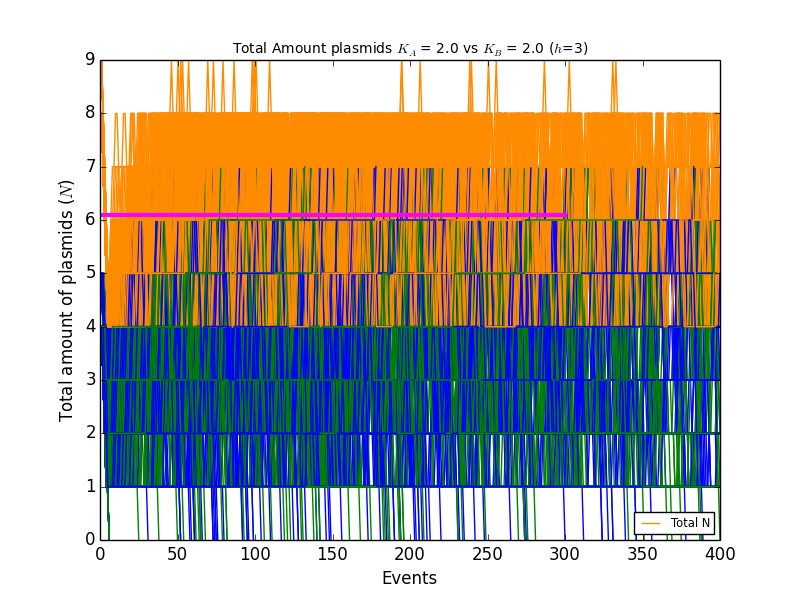 Total Amount plasmids K_A = 2.0 vs K_B = 2.0 (h=3)
Total amount of plasmids (N)
9
8
7
6
5
4
3
2
1
0
0 50 100 150 200 250 300 350 400
Total N
Events